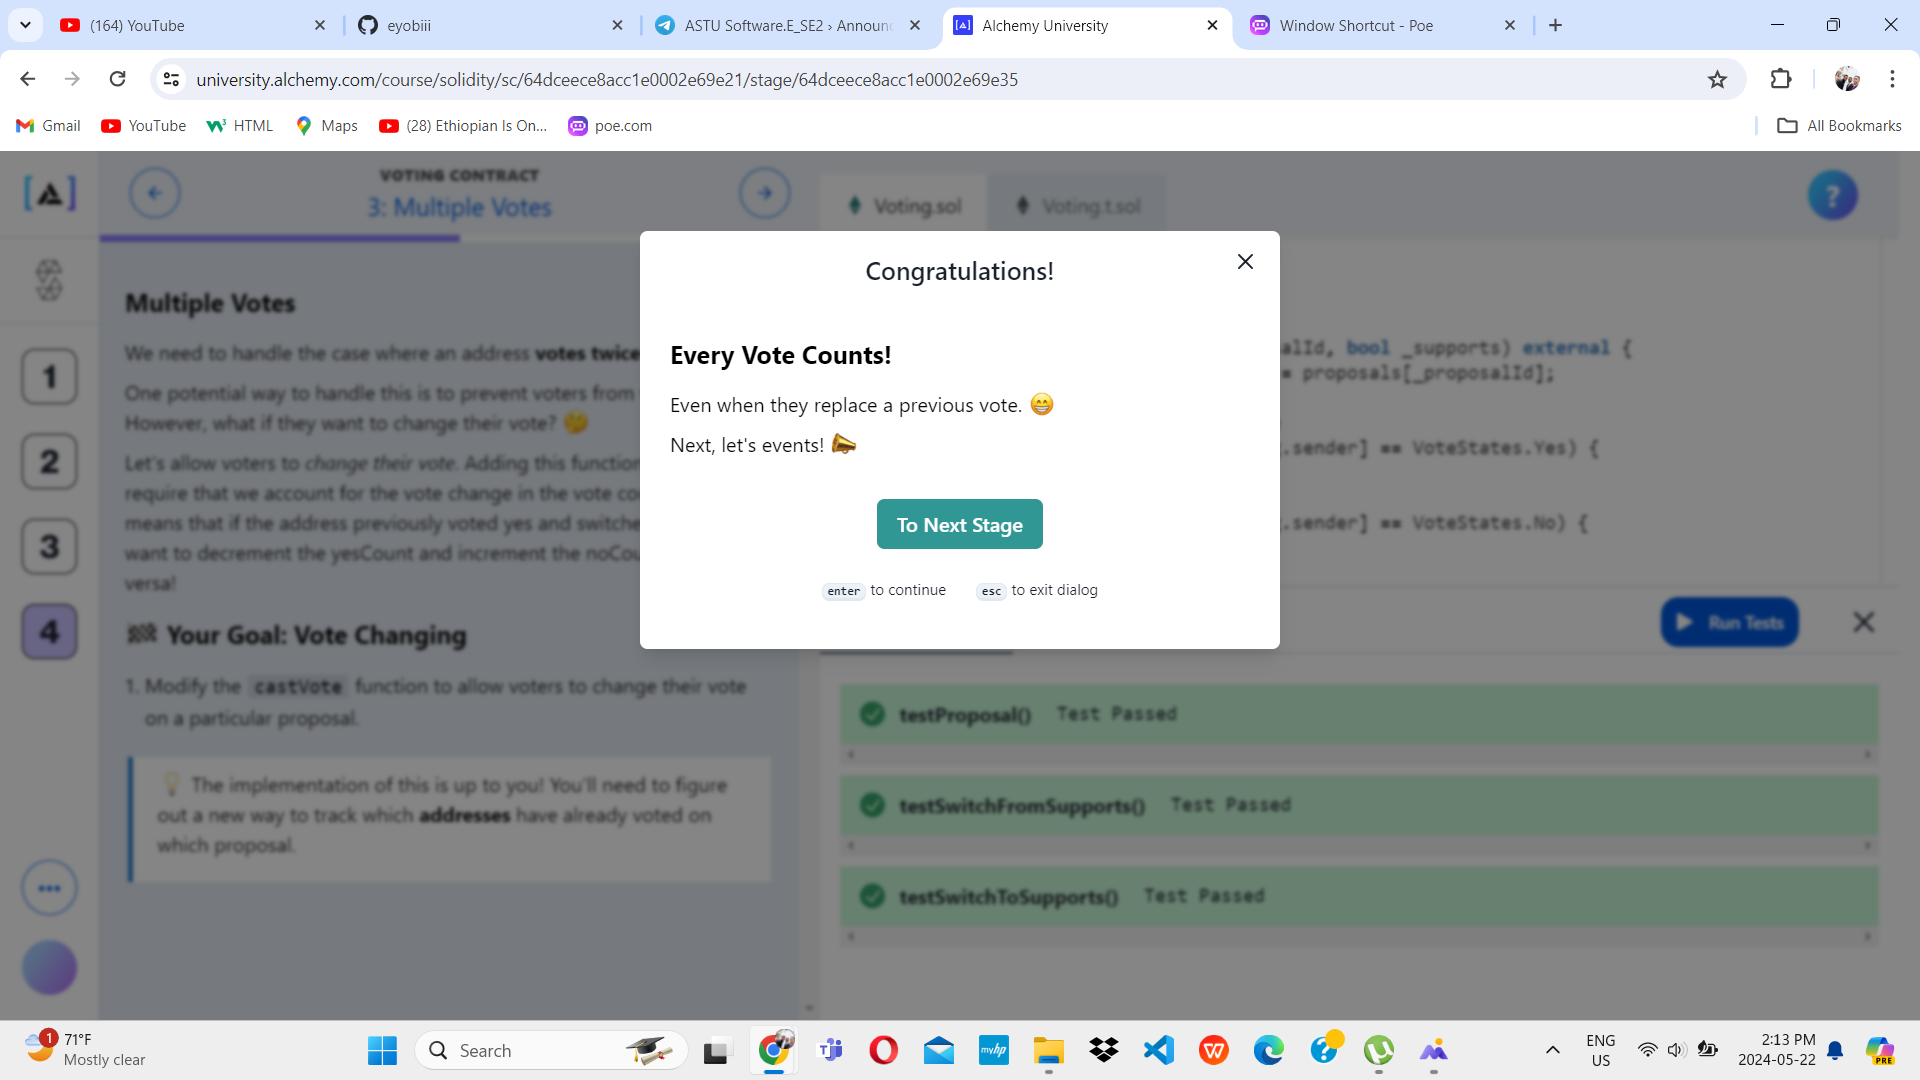 (164) YouTube
eyobiii
ASTU Software.E_SE2 › Announc
Alchemy University
Window Shortcut - Poe
university.alchemy.com/course/solidity/sc/64dceece8acc1e0002e69e21/stage/64dceece8acc1e0002e69e35
Gmail
YouTube
HTML
Maps
(28) Ethiopian Is On...
poe.com
All Bookmarks
VOTING CONTRACT
3: Multiple Votes
Voting.sol
Voting.t.sol
?
1
2
3
4
Multiple Votes
We need to handle the case where an address votes twice
One potential way to handle this is to prevent voters from
However, what if they want to change their vote? 🤔
Let's allow voters to change their vote. Adding this function
require that we account for the vote change in the vote co
means that if the address previously voted yes and switche
want to decrement the yesCount and increment the noCou
versa!
🏁 Your Goal: Vote Changing
1. Modify the castVote function to allow voters to change their vote
on a particular proposal.
💡 The implementation of this is up to you! You'll need to figure
out a new way to track which addresses have already voted on
which proposal.
Congratulations!
Every Vote Counts!
Even when they replace a previous vote. 😁
Next, let's events! 📣
To Next Stage
enter to continue
esc to exit dialog
alId, bool _supports) external {
= proposals[_proposalId];
.sender] == VoteStates.Yes) {
.sender] == VoteStates.No) {
Run Tests
testProposal() Test Passed
testSwitchFromSupports() Test Passed
testSwitchToSupports() Test Passed
1
71°F
Mostly clear
Search
myhp
ENG
US
2:13 PM
2024-05-22
PRE